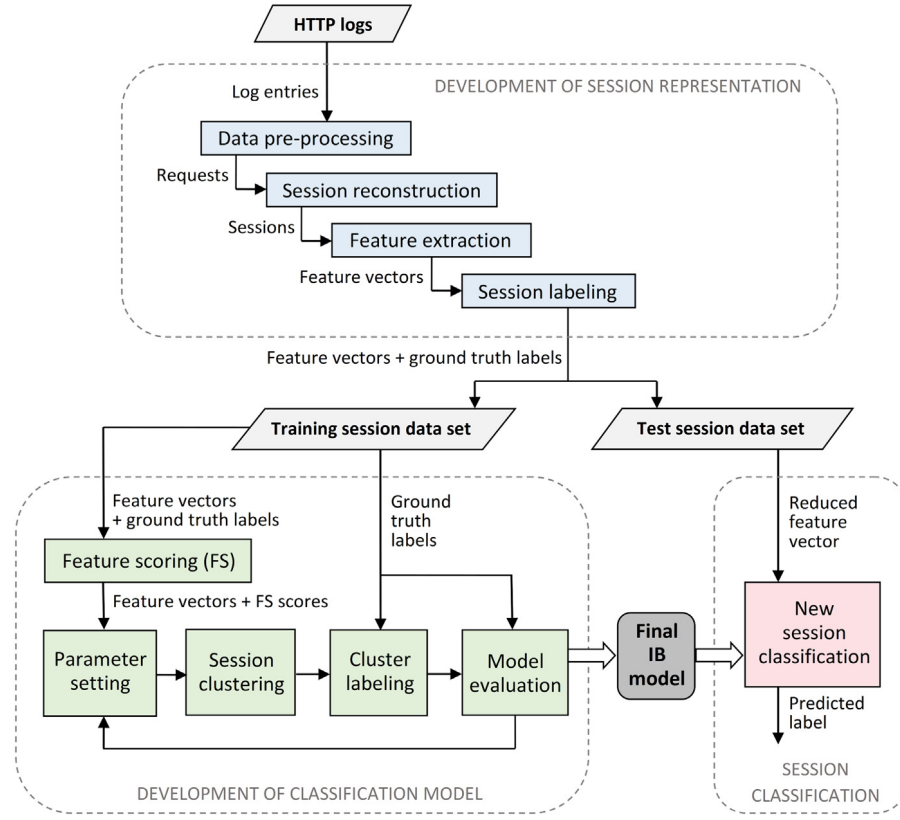 HTTP logs
DEVELOPMENT OF SESSION REPRESENTATION
Log entries
Data pre-processing
Requests
Session reconstruction
Sessions
Feature extraction
Feature vectors
Session labeling
Feature vectors + ground truth labels
Training session data set
Test session data set
Feature vectors
+ ground truth labels
Ground
truth
labels
Reduced
feature
vector
Feature scoring (FS)
Feature vectors + FS scores
Parameter
setting
Session
clustering
Cluster
labeling
Model
evaluation
Final
IB
model
New
session
classification
Predicted
label
DEVELOPMENT OF CLASSIFICATION MODEL
SESSION
CLASSIFICATION